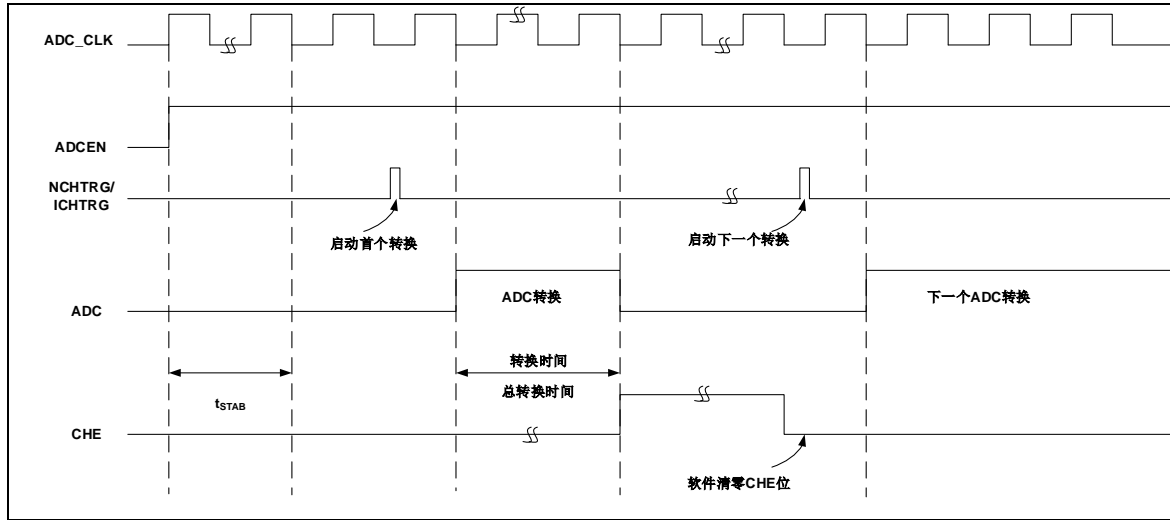 ADC_CLK
ADCEN
NCHTRG/
ICHTRG
启动首个转换
启动下一个转换
ADC转换
下一个ADC转换
ADC
转换时间
总转换时间
tSTAB
CHE
软件清零CHE位